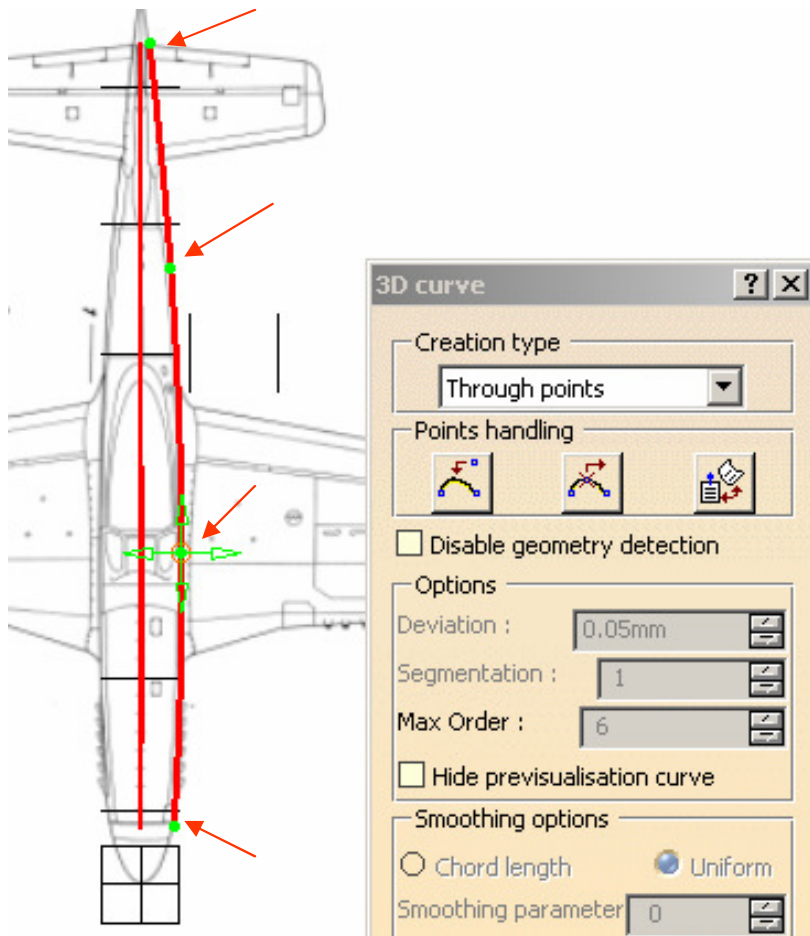 3D curve
Creation type
Through points
Points handling
Disable geometry detection
Options
Deviation :
0.05mm
Segmentation :
1
Max Order :
6
Hide previsualisation curve
Smoothing options
Chord length
Uniform
Smoothing parameter
0